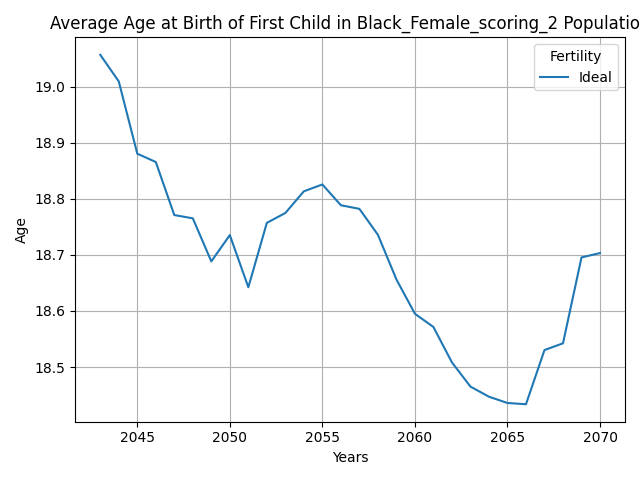 Average Age at Birth of First Child in Black_Female_scoring_2 Populatio
Fertility
Ideal
19.0
18.9
18.8
18.7
18.6
18.5
Age
2045 2050 2055 2060 2065 2070
Years